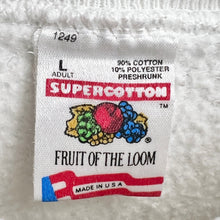 1249
L
ADULT
90% COTTON
10% POLYESTER
PRESHRUNK
SUPERCOTTON
TM
FRUIT OF THE LOOM
MADE IN U.S.A.